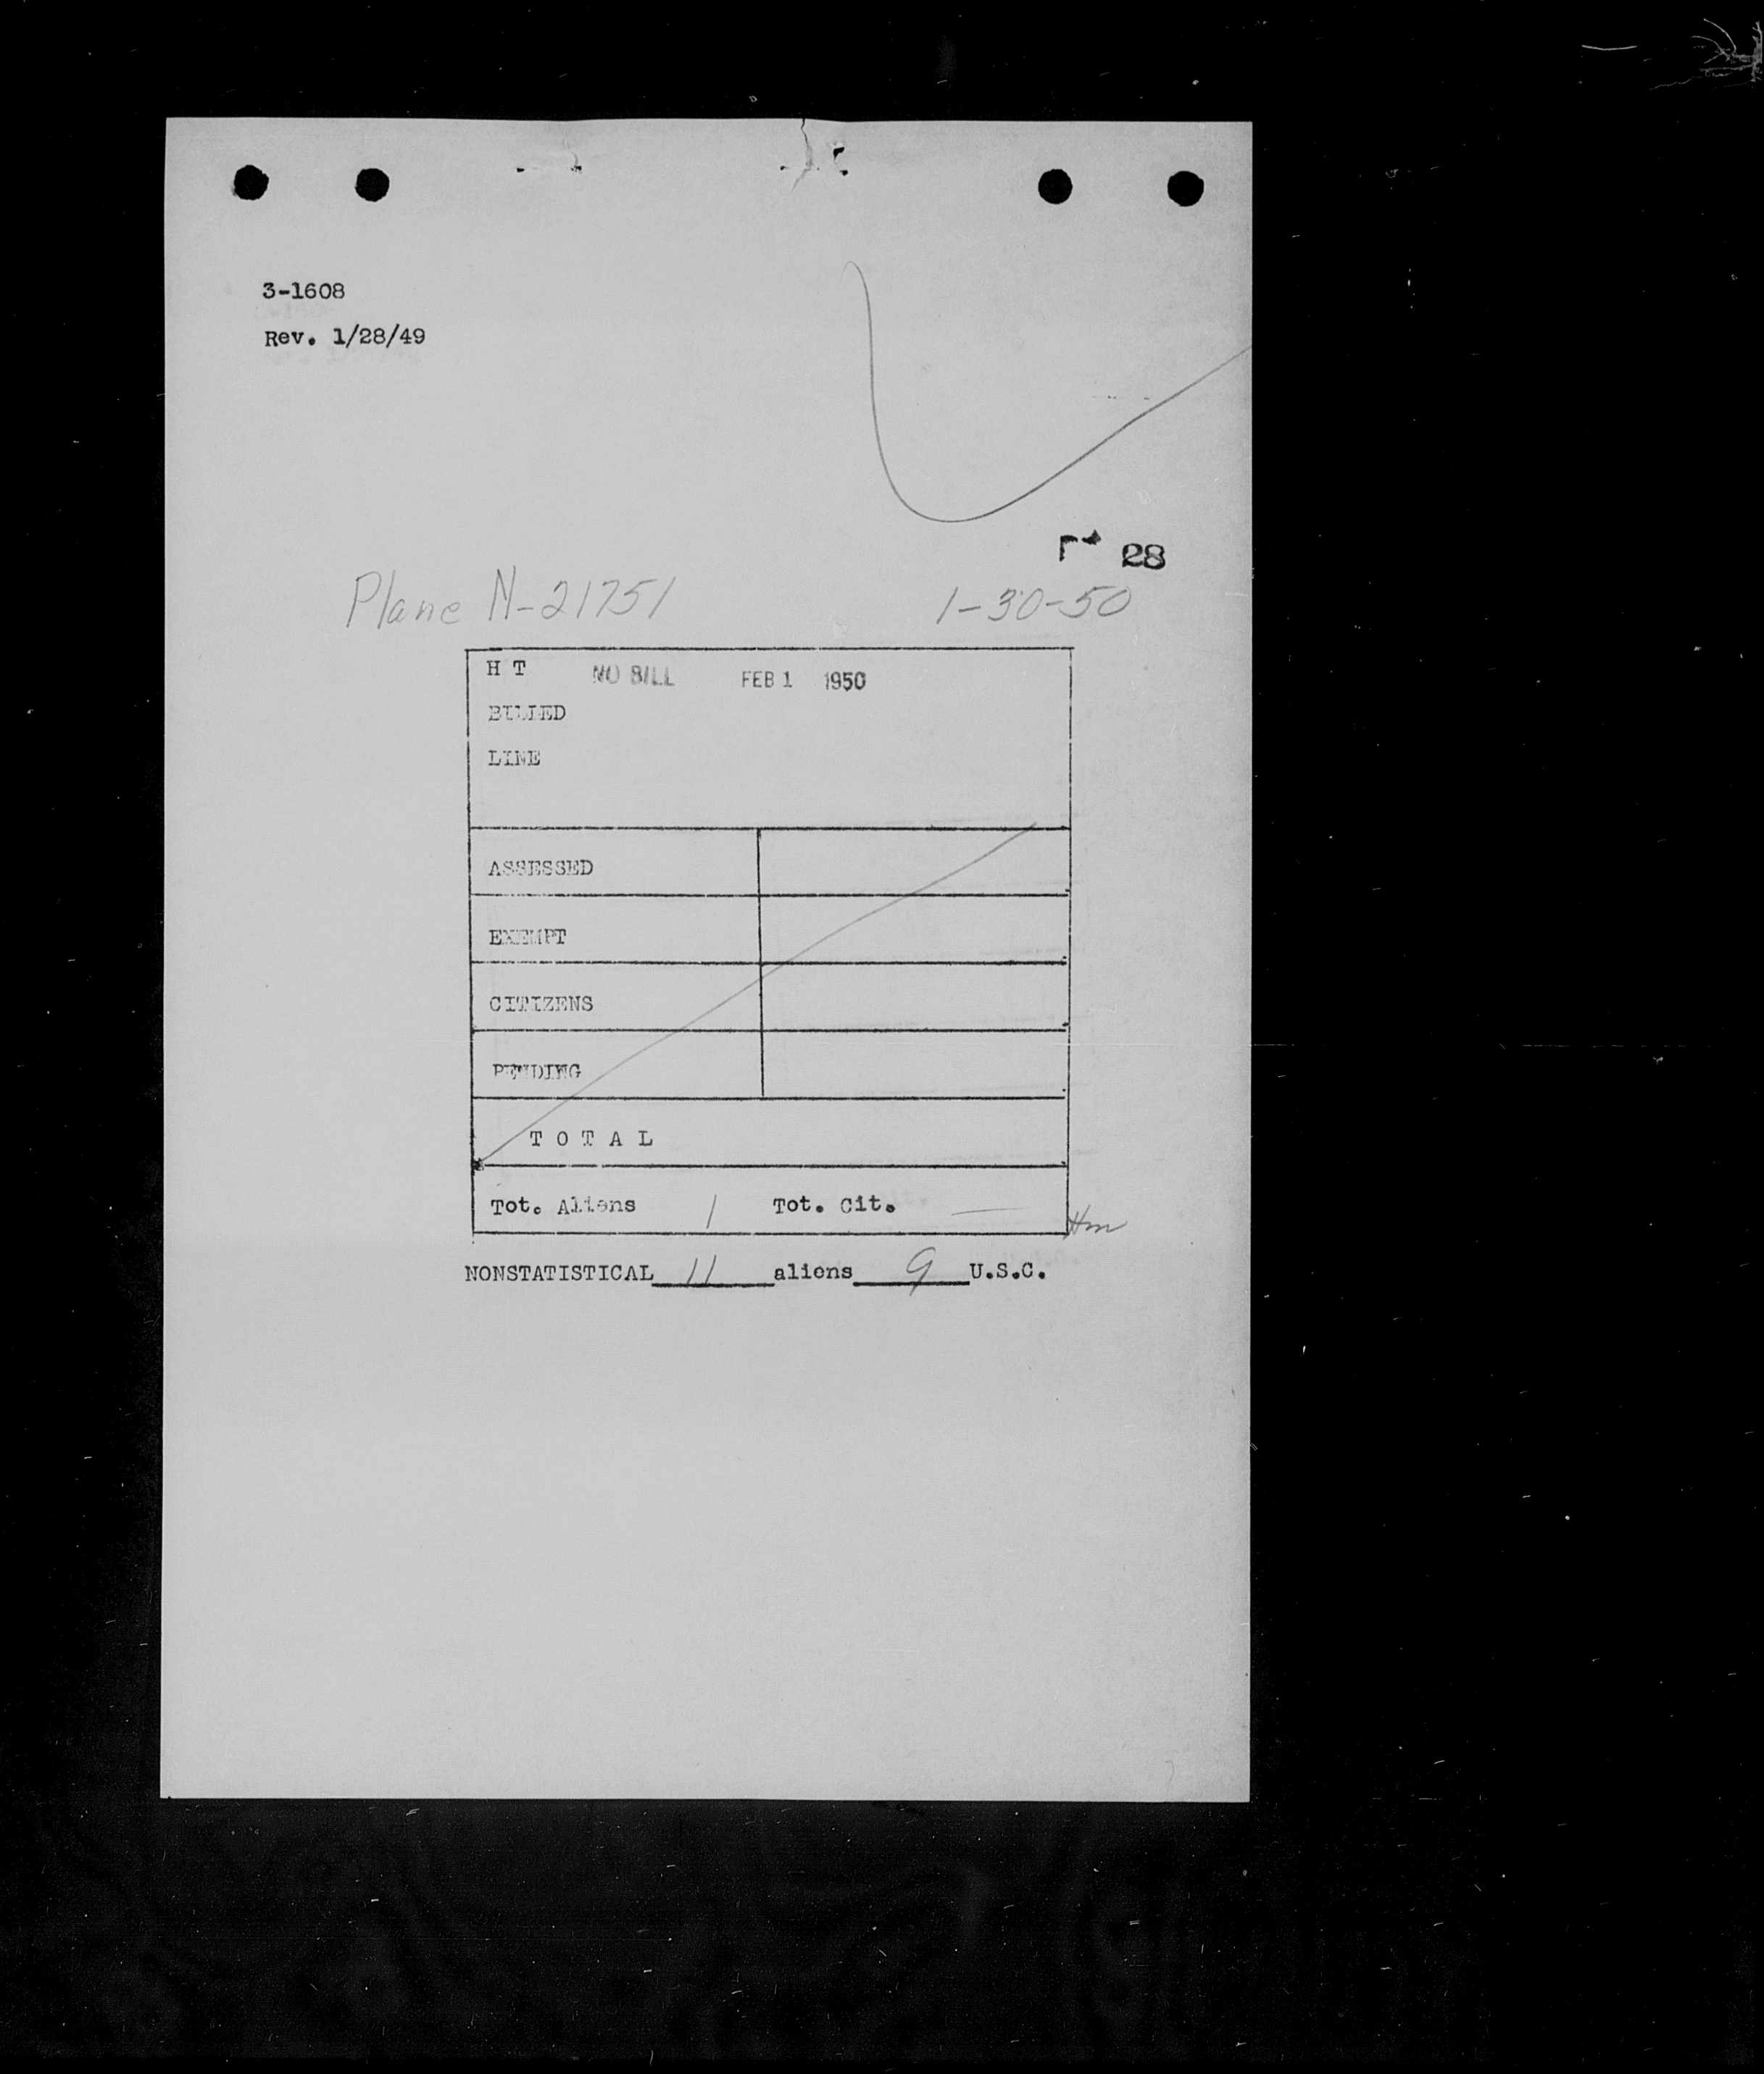 3-1608
Rev. 1/28/49
28
Plane N-21751 1-30-50
H T NO BILL FEB 1 1950
BILLED
LINE
ASSESSED
EXEMPT
CITIZENS
PENDING
T O T A L
Tot. Aliens / Tot. Cit. —
Hm
NONSTATISTICAL 11 aliens 9 U.S.C.